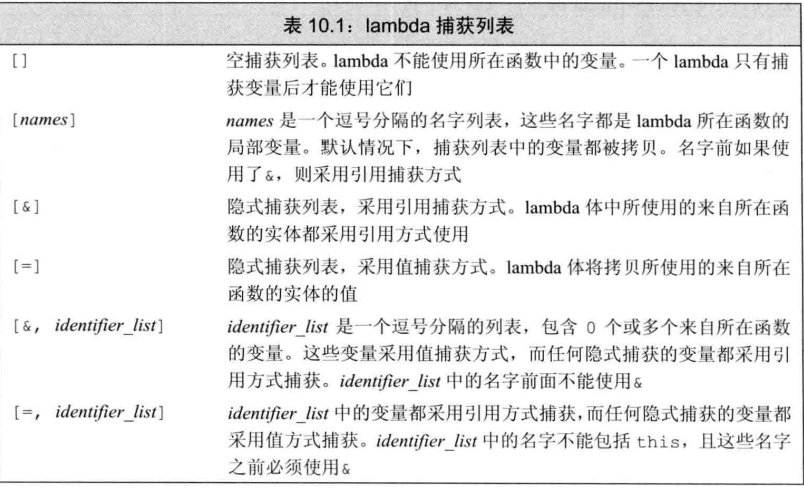 表 10.1：lambda 捕获列表
[] 空捕获列表。lambda 不能使用所在函数中的变量。一个 lambda 只有捕
获变量后才能使用它们
[names] names 是一个逗号分隔的名字列表，这些名字都是 lambda 所在函数的
局部变量。默认情况下，捕获列表中的变量都被拷贝。名字前如果使
用了&，则采用引用捕获方式
[&] 隐式捕获列表，采用引用捕获方式。lambda 体中所使用的来自所在函
数的实体都采用引用方式使用
[=] 隐式捕获列表，采用值捕获方式。lambda 体将拷贝所使用的来自所在
函数的实体的值
[&, identifier_list] identifier_list 是一个逗号分隔的列表，包含 0 个或多个来自所在函数
的变量。这些变量采用值捕获方式，而任何隐式捕获的变量都采用引
用方式捕获。identifier_list 中的名字前面不能使用&
[=, identifier_list] identifier_list 中的变量都采用引用方式捕获，而任何隐式捕获的变量都
采用值方式捕获。identifier_list 中的名字不能包括 this，且这些名字
之前必须使用&